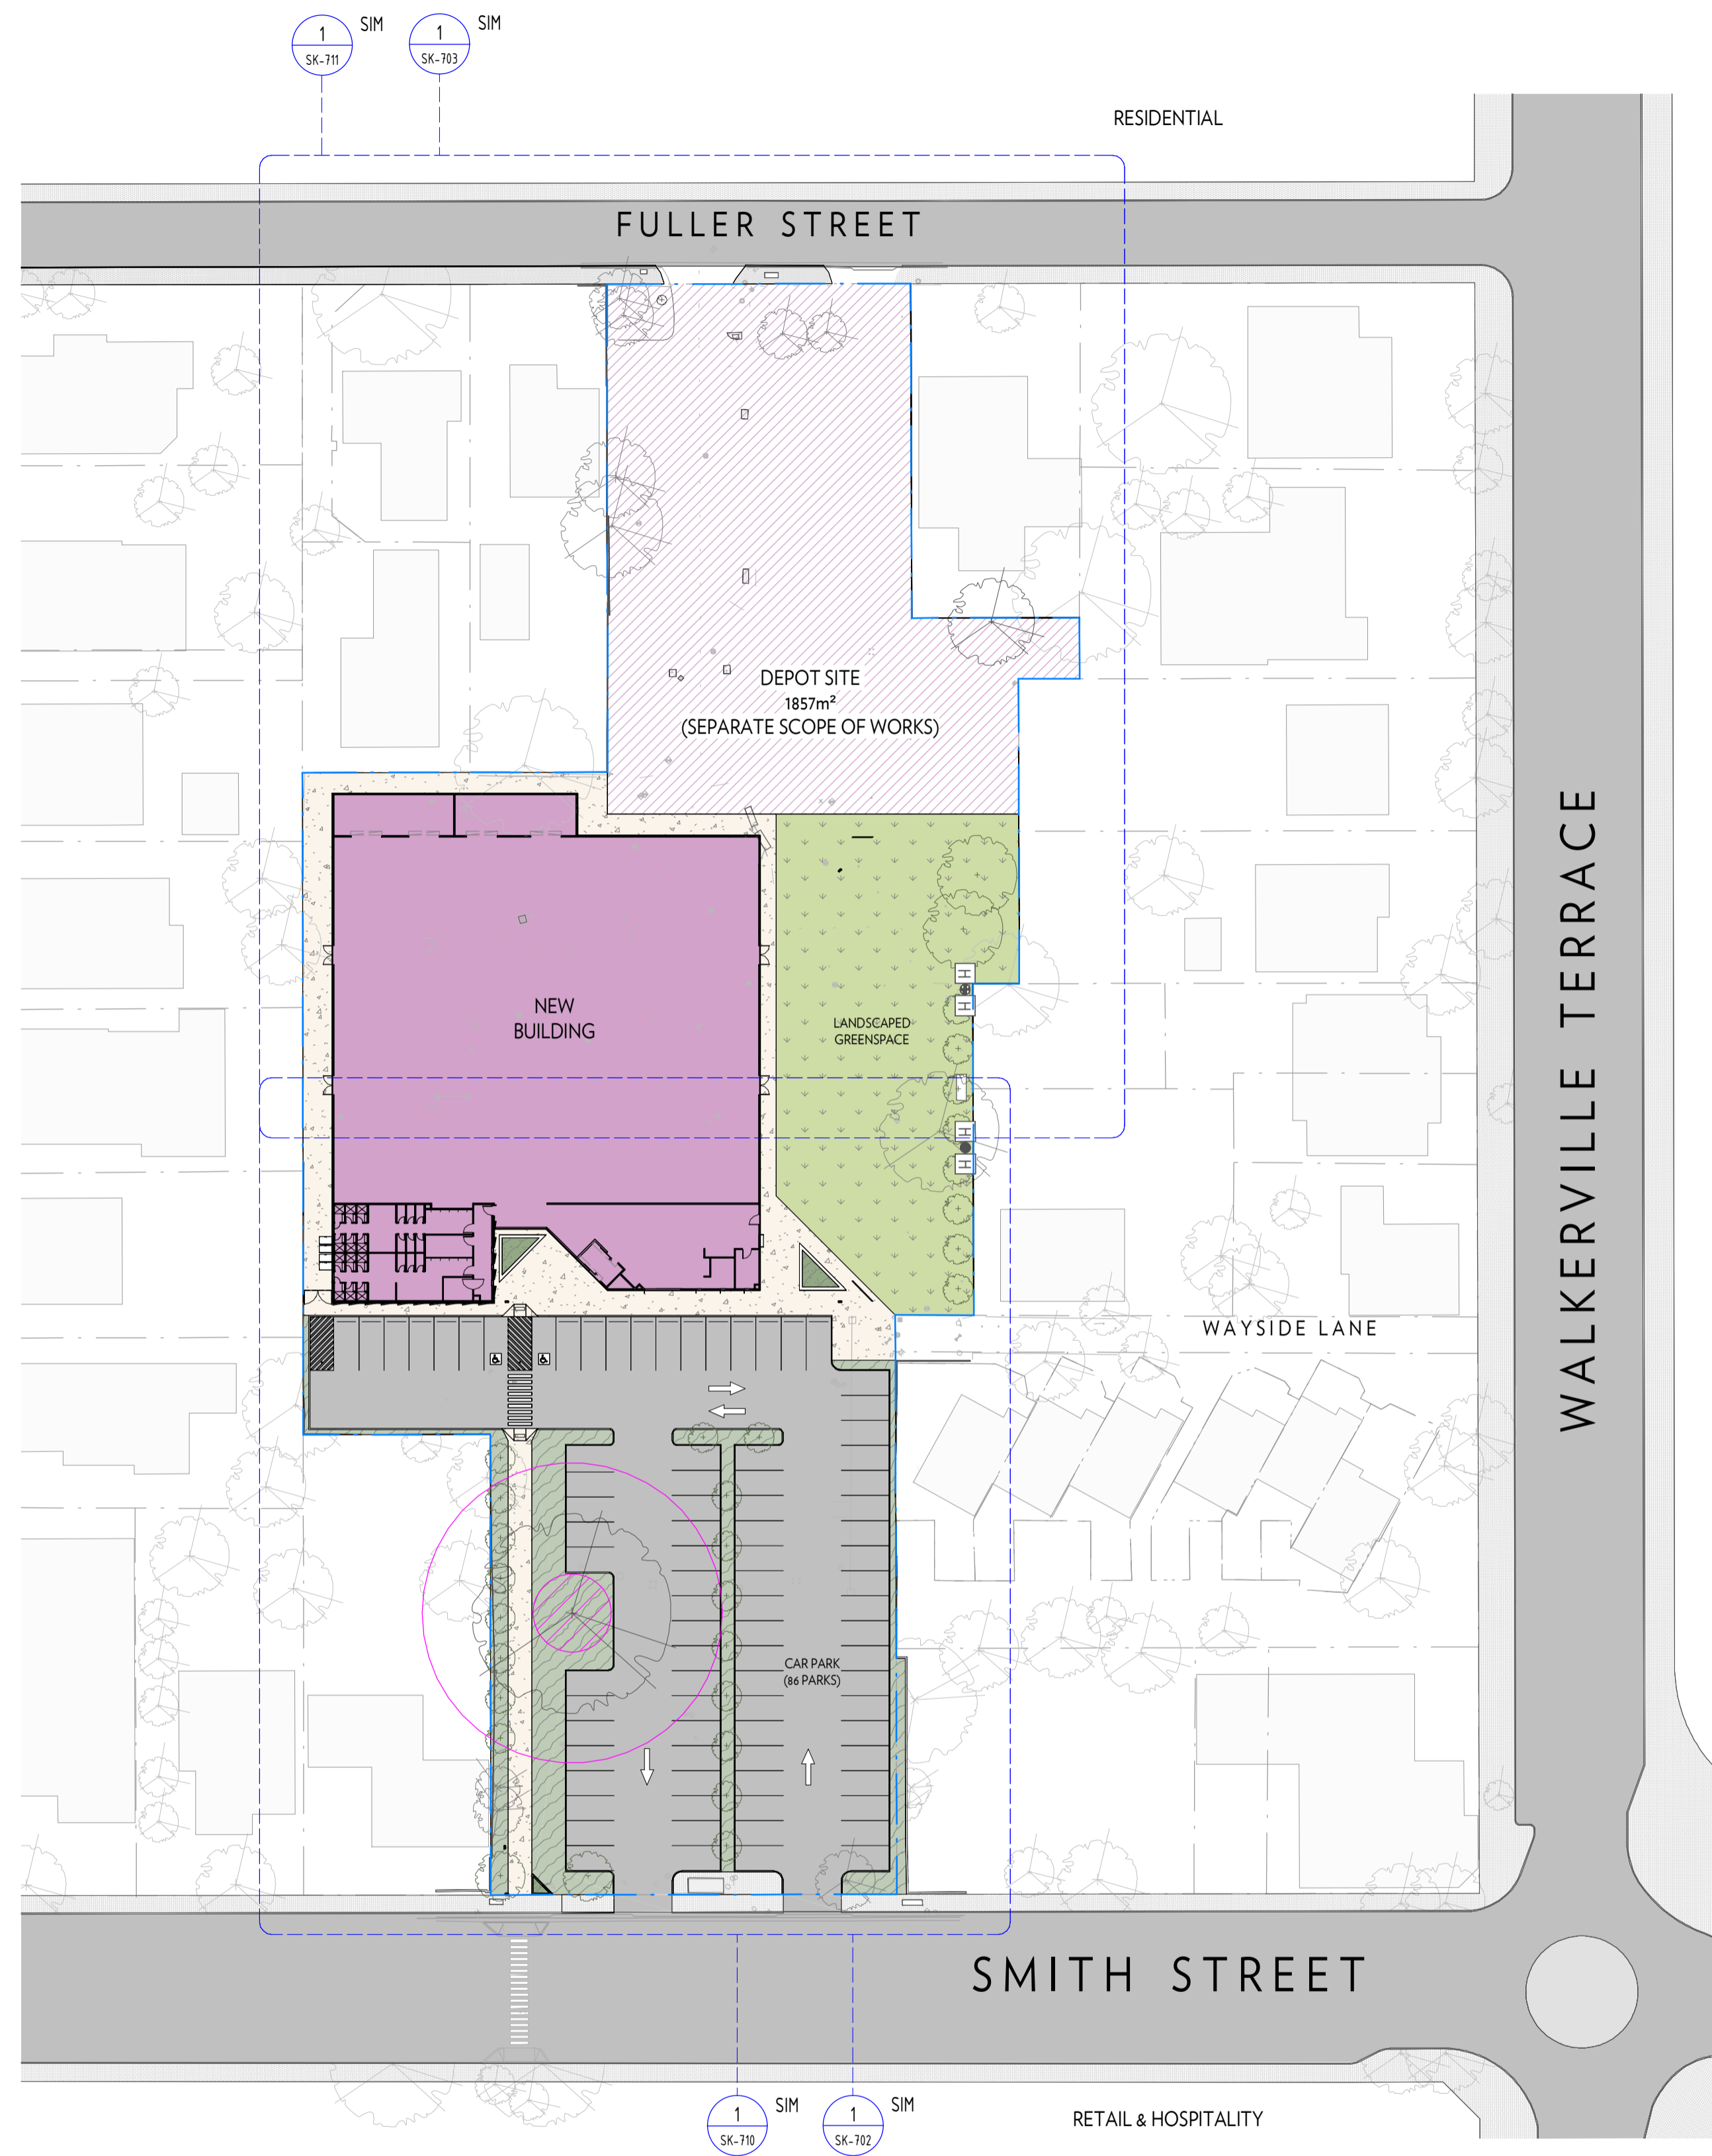 1
SK-711
SIM
1
SK-703
SIM
RESIDENTIAL
FULLER STREET
DEPOT SITE
1857m²
(SEPARATE SCOPE OF WORKS)
WALKERVILLE TERRACE
NEW
BUILDING
LANDSCAPED
GREENSPACE
H
H
H
H
WAYSIDE LANE
CAR PARK
(86 PARKS)
SMITH STREET
1
SK-710
SIM
1
SK-702
SIM
RETAIL & HOSPITALITY